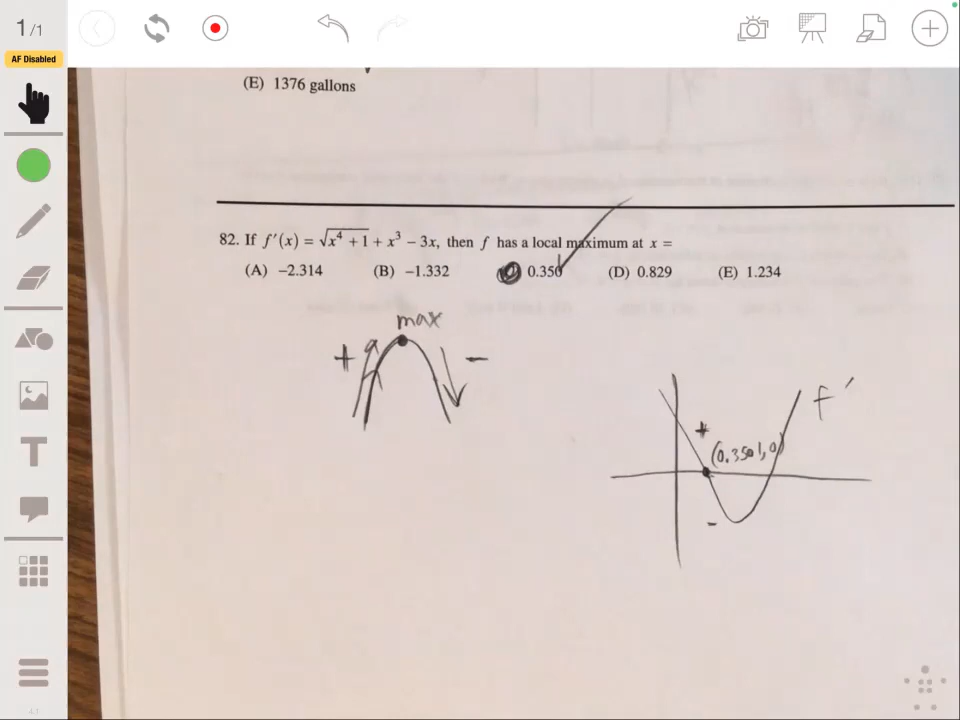 1/1
AF Disabled
(E) 1376 gallons
82. If f′(x) = √x⁴ + 1 + x³ − 3x, then f has a local maximum at x =
(A) −2.314 (B) −1.332 0.350 (D) 0.829 (E) 1.234
max
+ −
f′
+
(0.3501,0)
-
T